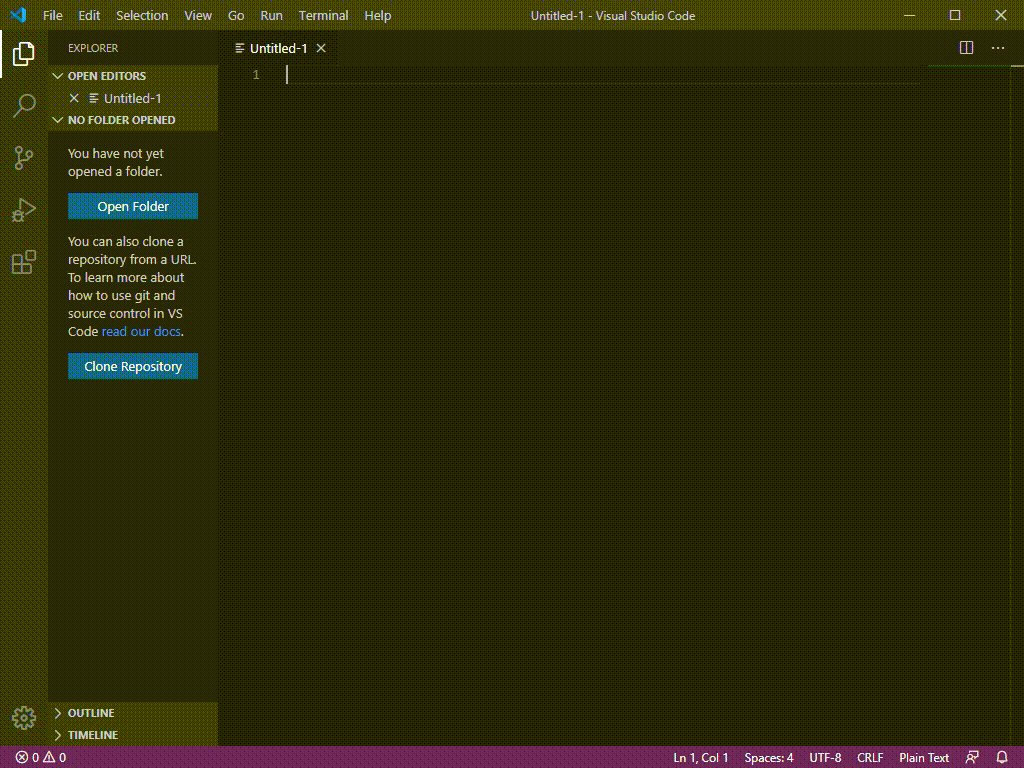 File Edit Selection View Go Run Terminal Help Untitled-1 - Visual Studio Code
EXPLORER
Untitled-1
OPEN EDITORS
Untitled-1
NO FOLDER OPENED
1
You have not yet
opened a folder.
Open Folder
You can also clone a
repository from a URL.
To learn more about
how to use git and
source control in VS
Code read our docs.
Clone Repository
OUTLINE
TIMELINE
0 0 Ln 1, Col 1 Spaces: 4 UTF-8 CRLF Plain Text